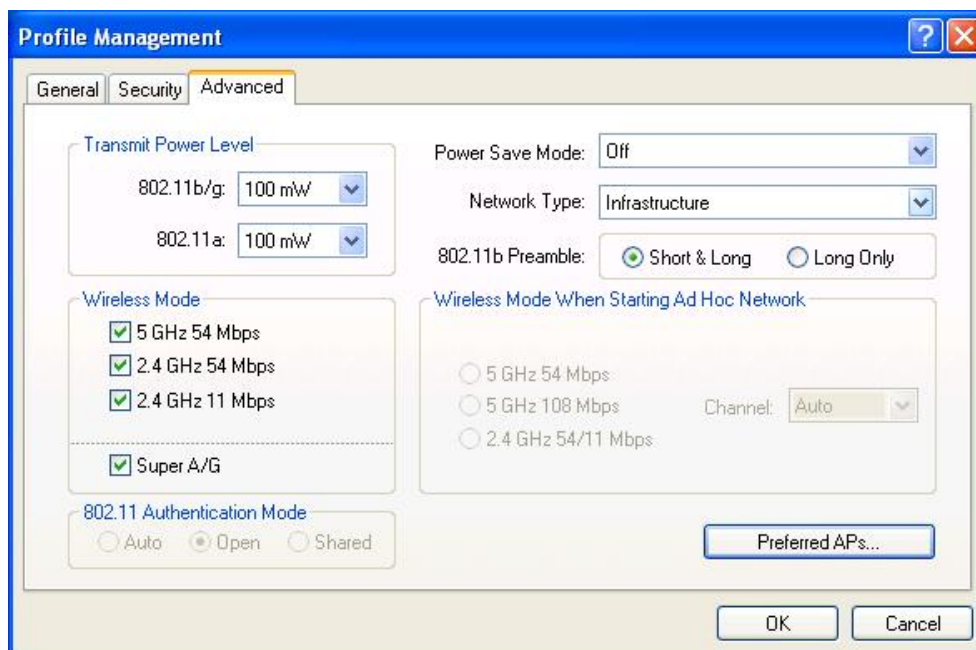 Profile Management
General Security Advanced
Transmit Power Level
802.11b/g: 100 mW
802.11a: 100 mW
Power Save Mode: Off
Network Type: Infrastructure
802.11b Preamble: Short & Long Long Only
Wireless Mode
5 GHz 54 Mbps
2.4 GHz 54 Mbps
2.4 GHz 11 Mbps
Super A/G
Wireless Mode When Starting Ad Hoc Network
5 GHz 54 Mbps
5 GHz 108 Mbps
2.4 GHz 54/11 Mbps
Channel: Auto
802.11 Authentication Mode
Auto Open Shared
Preferred APs...
OK Cancel